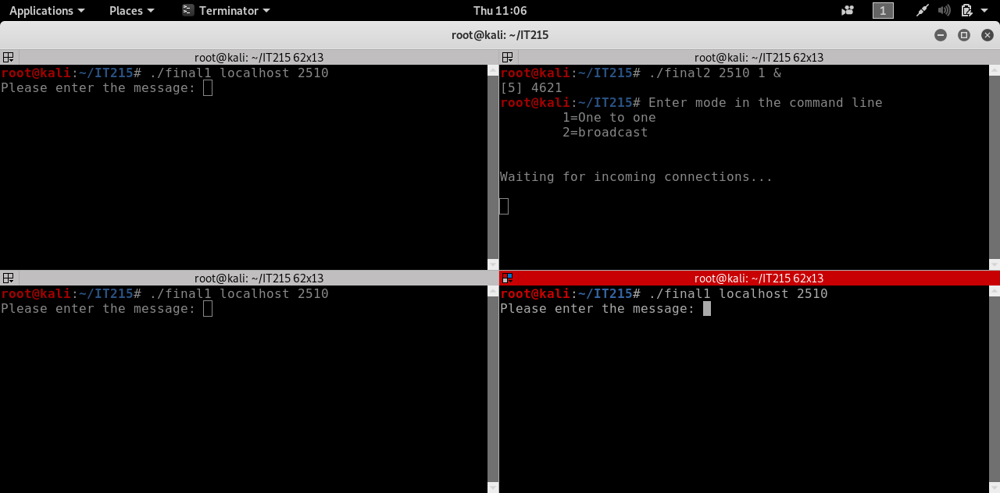 Applications Places Terminator Thu 11:06 1
root@kali: ~/IT215
root@kali: ~/IT215 62x13
root@kali:~/IT215# ./final1 localhost 2510
Please enter the message:
root@kali: ~/IT215 62x13
root@kali:~/IT215# ./final2 2510 1 &
[5] 4621
root@kali:~/IT215# Enter mode in the command line
1=One to one
2=broadcast
Waiting for incoming connections...
root@kali: ~/IT215 62x13
root@kali:~/IT215# ./final1 localhost 2510
Please enter the message:
root@kali: ~/IT215 62x13
root@kali:~/IT215# ./final1 localhost 2510
Please enter the message: